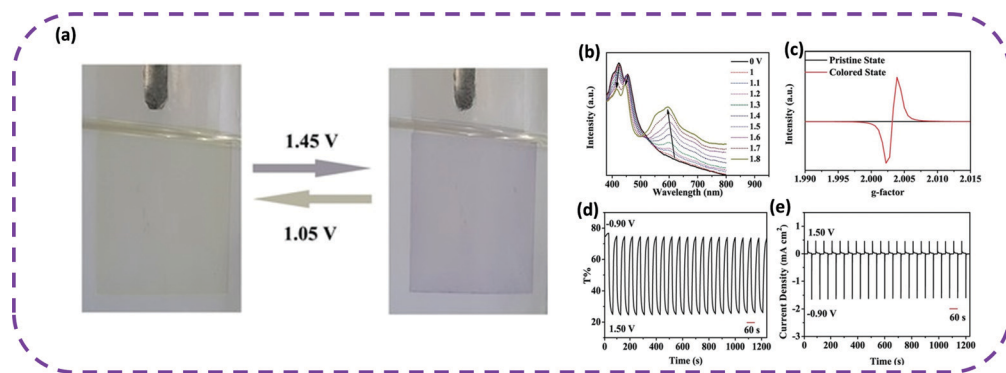 (a)
1.45 V
1.05 V
(b)
Intensity (a.u.)
0 V
1
1.1
1.2
1.3
1.4
1.5
1.6
1.7
1.8
400 500 600 700 800 900
Wavelength (nm)
(c)
Intensity (a.u.)
Pristine State
Colored State
1.990 1.995 2.000 2.005 2.010 2.015
g-factor
(d)
T%
80
60
40
20
-0.90 V
1.50 V
60 s
0 200 400 600 800 1000 1200
Time (s)
(e)
Current Density (mA cm²)
1
0
-1
-2
-3
1.50 V
-0.90 V
60 s
0 200 400 600 800 1000 1200
Time (s)